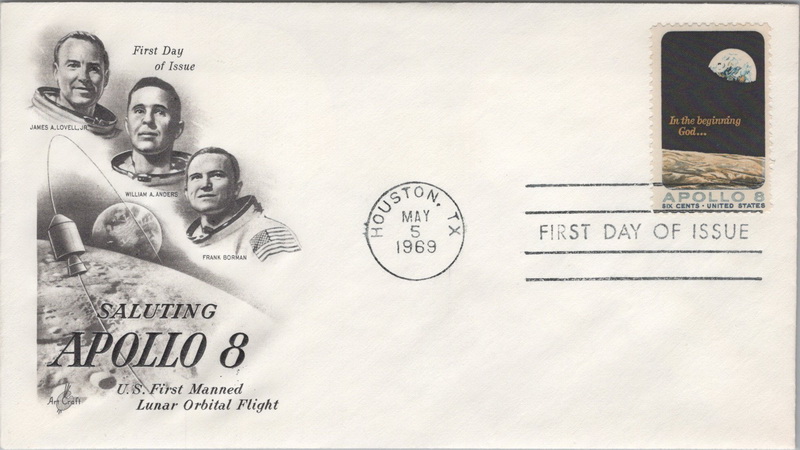 First Day
of Issue
JAMES A. LOVELL, JR.
WILLIAM A. ANDERS
FRANK BORMAN
SALUTING
APOLLO 8
U.S. First Manned
Lunar Orbital Flight
Art Craft
HOUSTON, TX
MAY
5
1969
In the beginning
God...
APOLLO 8
SIX CENTS · UNITED STATES
FIRST DAY OF ISSUE